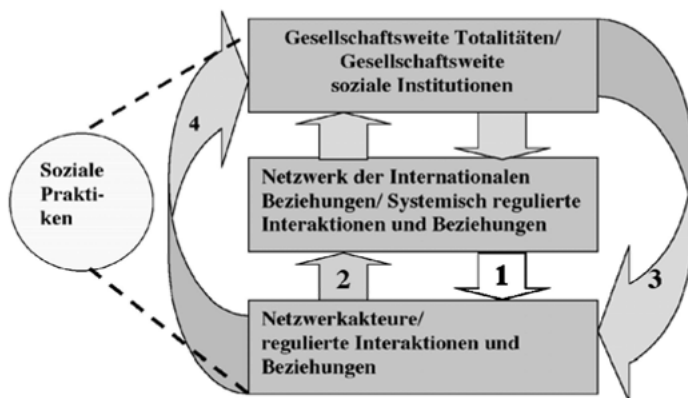 Gesellschaftsweite Totalitäten/
Gesellschaftsweite
soziale Institutionen
4
Soziale
Prakti-
ken
Netzwerk der Internationalen
Beziehungen/ Systemisch regulierte
Interaktionen und Beziehungen
2
1
3
Netzwerkakteure/
regulierte Interaktionen und
Beziehungen